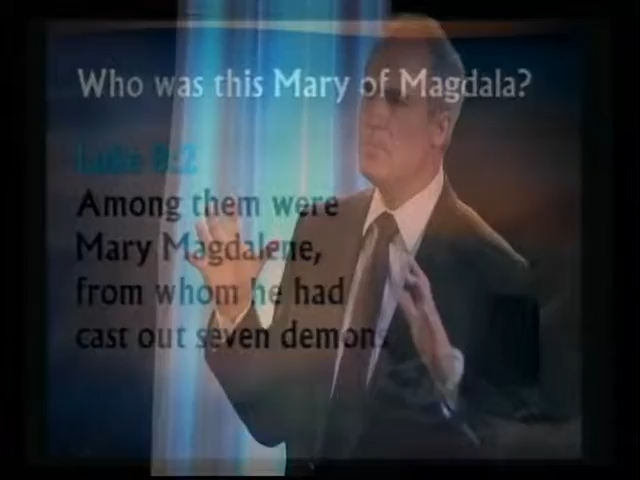 Who was this Mary of Magdala?
Luke 8:2
Among them were
Mary Magdalene,
from whom he had
cast out seven demons